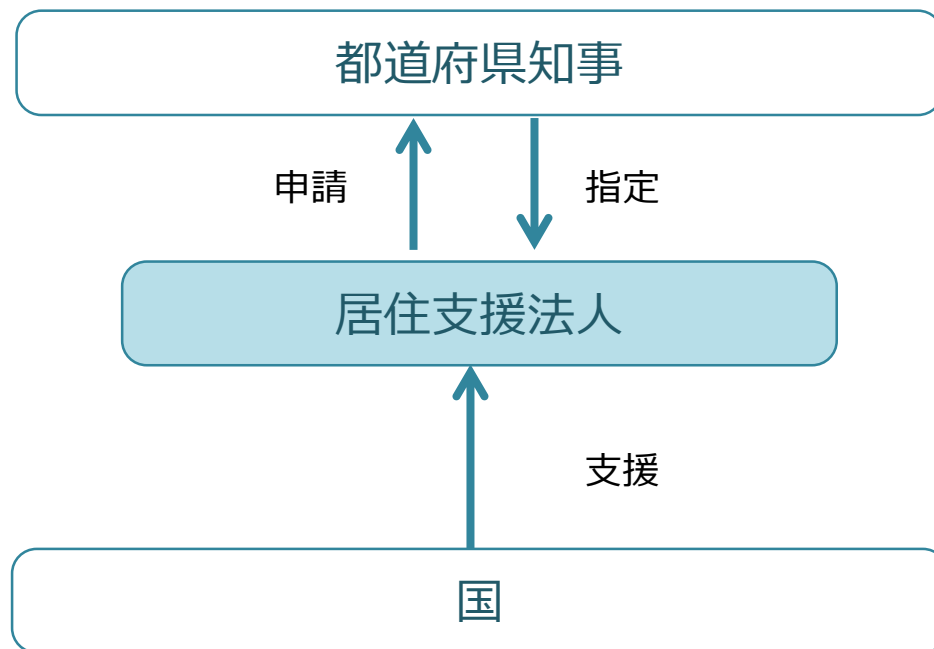 都道府県知事
申請
指定
居住支援法人
支援
国